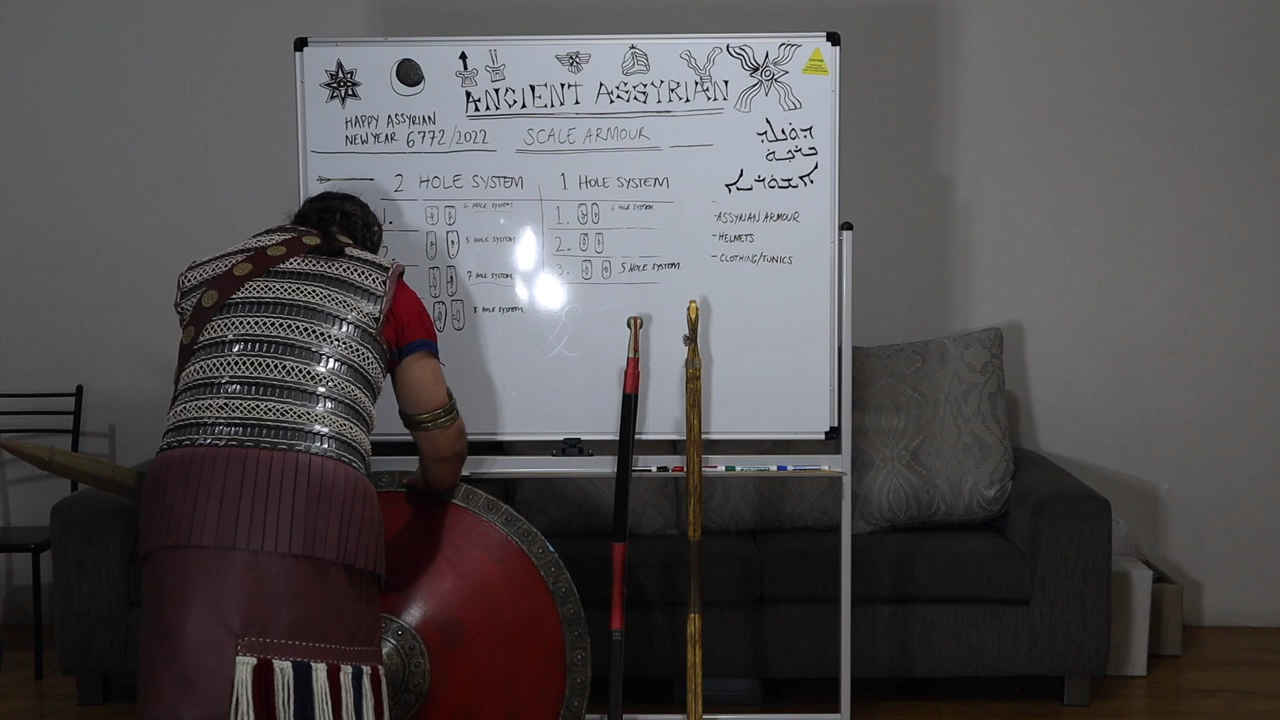 ANCIENT ASSYRIAN
HAPPY ASSYRIAN
NEW YEAR 6772/2022
SCALE ARMOUR
2 HOLE SYSTEM
1.
6 HOLE SYSTEM
5 HOLE SYSTEM
7 HOLE SYSTEM
8 HOLE SYSTEM
1 HOLE SYSTEM
1.
6 HOLE SYSTEM
2.
3.
5 HOLE SYSTEM
-ASSYRIAN ARMOUR
-HELMETS
-CLOTHING/TUNICS
CAUTION